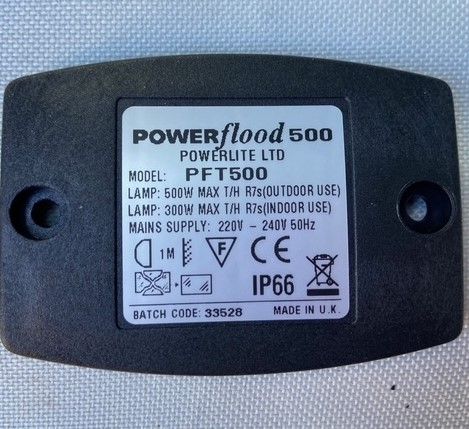 POWERflood 500
POWERLITE LTD
MODEL: PFT500
LAMP: 500W MAX T/H R7s(OUTDOOR USE)
LAMP: 300W MAX T/H R7s(INDOOR USE)
MAINS SUPPLY: 220V - 240V 50Hz
1M F CE
IP66
BATCH CODE: 33528 MADE IN U.K.